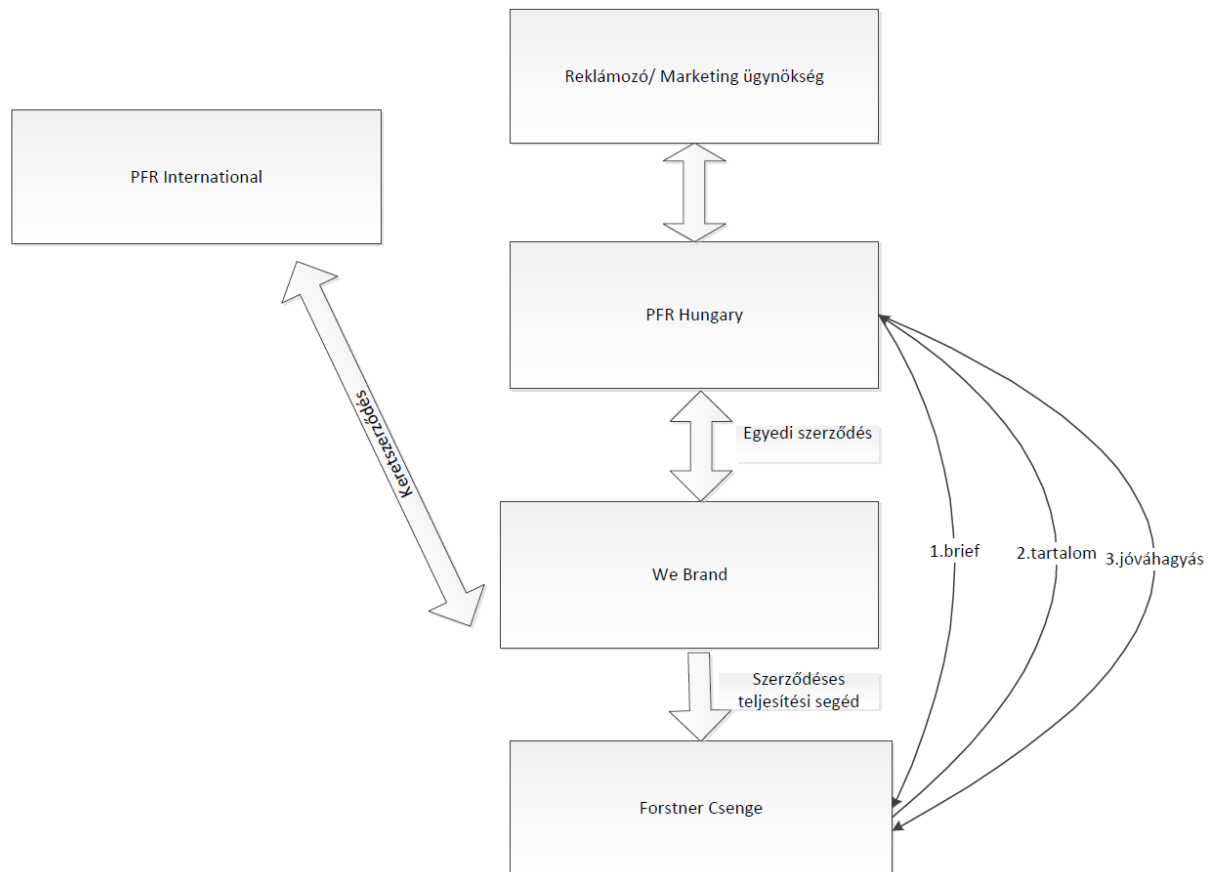 Reklámozó/ Marketing ügynökség
PFR International
PFR Hungary
Keretszerződés
Egyedi szerződés
1.brief
2.tartalom
3.jóváhagyás
We Brand
Szerződéses
teljesítési segéd
Forstner Csenge